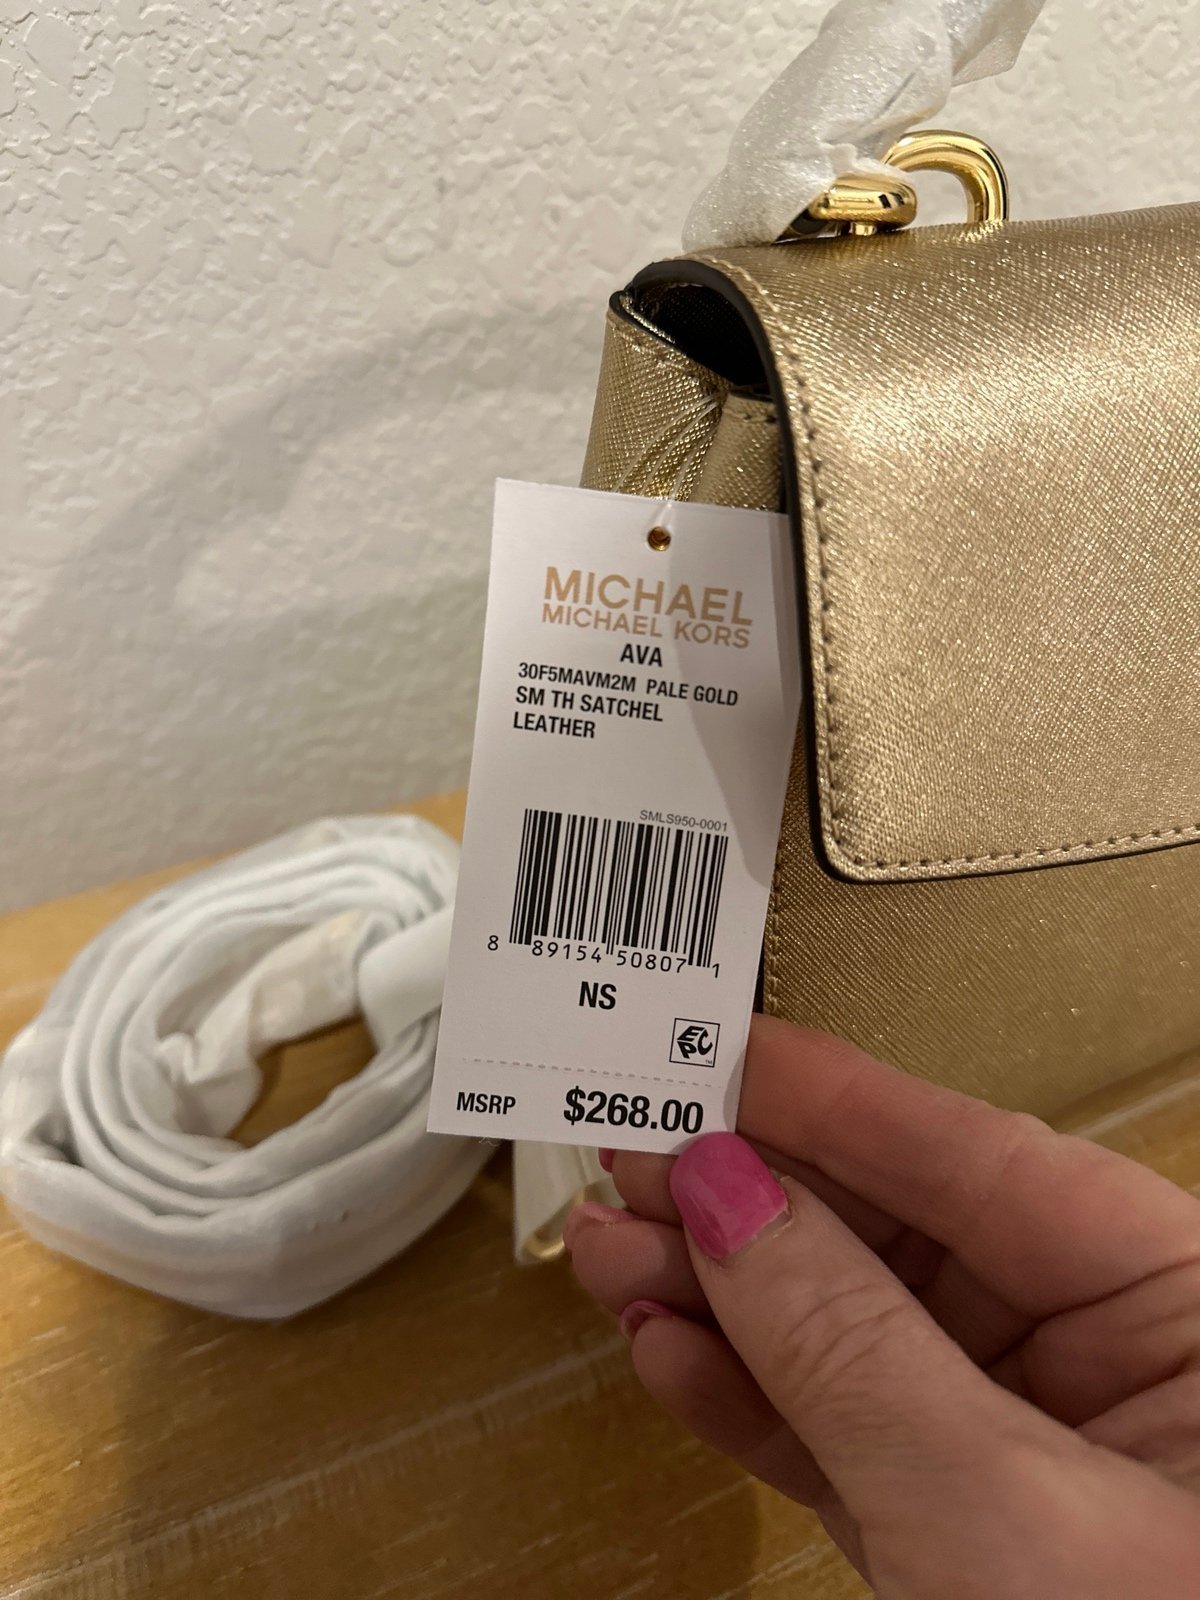 MICHAEL
MICHAEL KORS
AVA
30F5MAVM2M PALE GOLD
SM TH SATCHEL
LEATHER
SMLS950-0001
8 89154 50807 1
NS
EPC™
MSRP $268.00